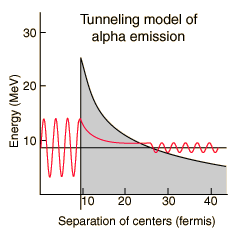 Tunneling model of
alpha emission
30
20
10
Energy (MeV)
10 20 30 40
Separation of centers (fermis)